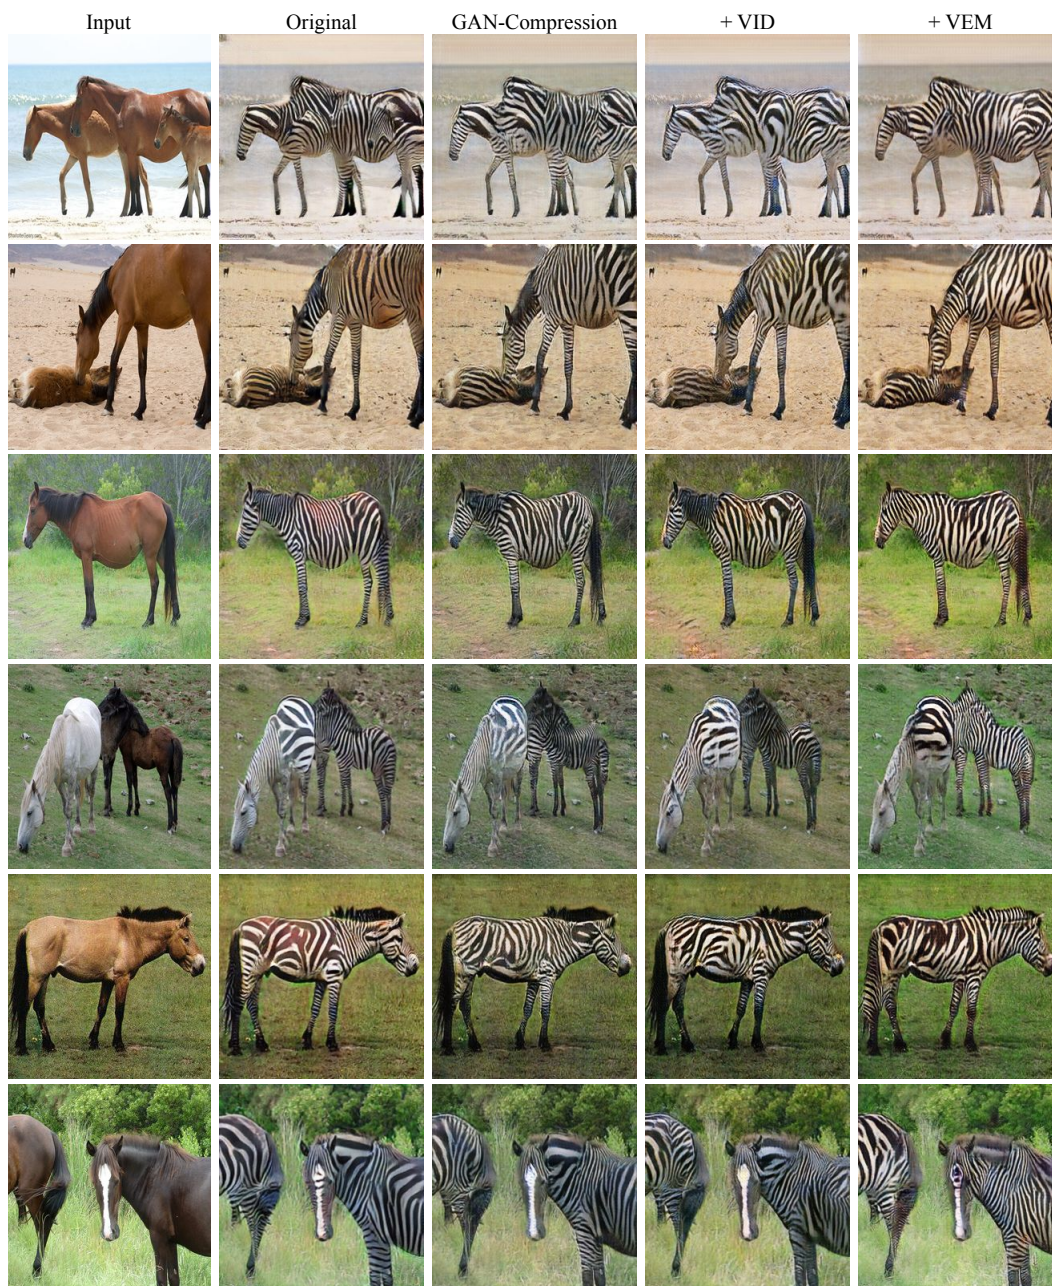 Input Original GAN-Compression + VID + VEM